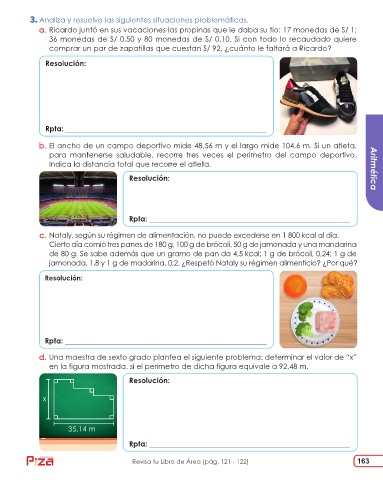 3. Analiza y resuelve las siguientes situaciones problemáticas.
a. Ricardo juntó en sus vacaciones las propinas que le daba su tío: 17 monedas de S/ 1;
36 monedas de S/ 0,50 y 80 monedas de S/ 0,10. Si con todo lo recaudado quiere
comprar un par de zapatillas que cuestan S/ 92, ¿cuánto le faltará a Ricardo?
Resolución:
Rpta:
b. El ancho de un campo deportivo mide 48,56 m y el largo mide 104,6 m. Si un atleta,
para mantenerse saludable, recorre tres veces el perímetro del campo deportivo.
Indica la distancia total que recorre el atleta.
Aritmética
Resolución:
Rpta:
c. Nataly, según su régimen de alimentación, no puede excederse en 1 800 kcal al día.
Cierto día comió tres panes de 180 g, 100 g de brócoli, 50 g de jamonada y una mandarina
de 80 g. Se sabe además que un gramo de pan da 4,5 kcal; 1 g de brócoli, 0,24; 1 g de
jamonada, 1,8 y 1 g de madarina, 0,2. ¿Respetó Nataly su régimen alimenticio? ¿Por qué?
Resolución:
Rpta:
d. Una maestra de sexto grado plantea el siguiente problema: determinar el valor de "x"
en la figura mostrada, si el perímetro de dicha figura equivale a 92,48 m.
Resolución:
x
35,14 m
Rpta:
Revisa tu Libro de Área (pág. 121 - 122)
163